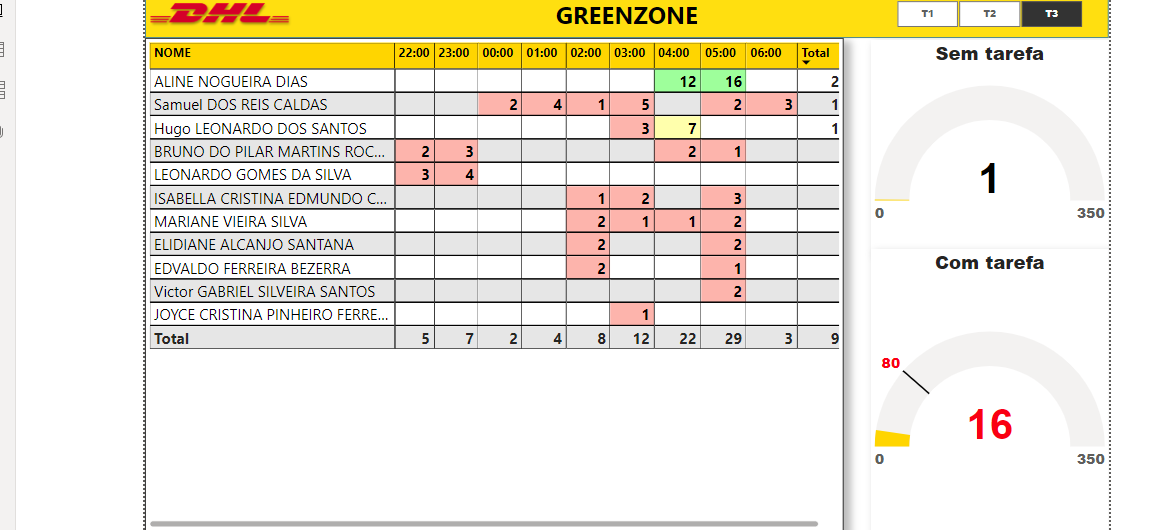 DHL
GREENZONE
T1 T2 T3
NOME 22:00 23:00 00:00 01:00 02:00 03:00 04:00 05:00 06:00 Total
ALINE NOGUEIRA DIAS 12 16 2
Samuel DOS REIS CALDAS 2 4 1 5 2 3 1
Hugo LEONARDO DOS SANTOS 3 7 1
BRUNO DO PILAR MARTINS ROC... 2 3 2 1
LEONARDO GOMES DA SILVA 3 4
ISABELLA CRISTINA EDMUNDO C... 1 2 3
MARIANE VIEIRA SILVA 2 1 1 2
ELIDIANE ALCANJO SANTANA 2 2
EDVALDO FERREIRA BEZERRA 2 1
Victor GABRIEL SILVEIRA SANTOS 2
JOYCE CRISTINA PINHEIRO FERRE... 1
Total 5 7 2 4 8 12 22 29 3 9
Sem tarefa
1
0 350
Com tarefa
80
16
0 350